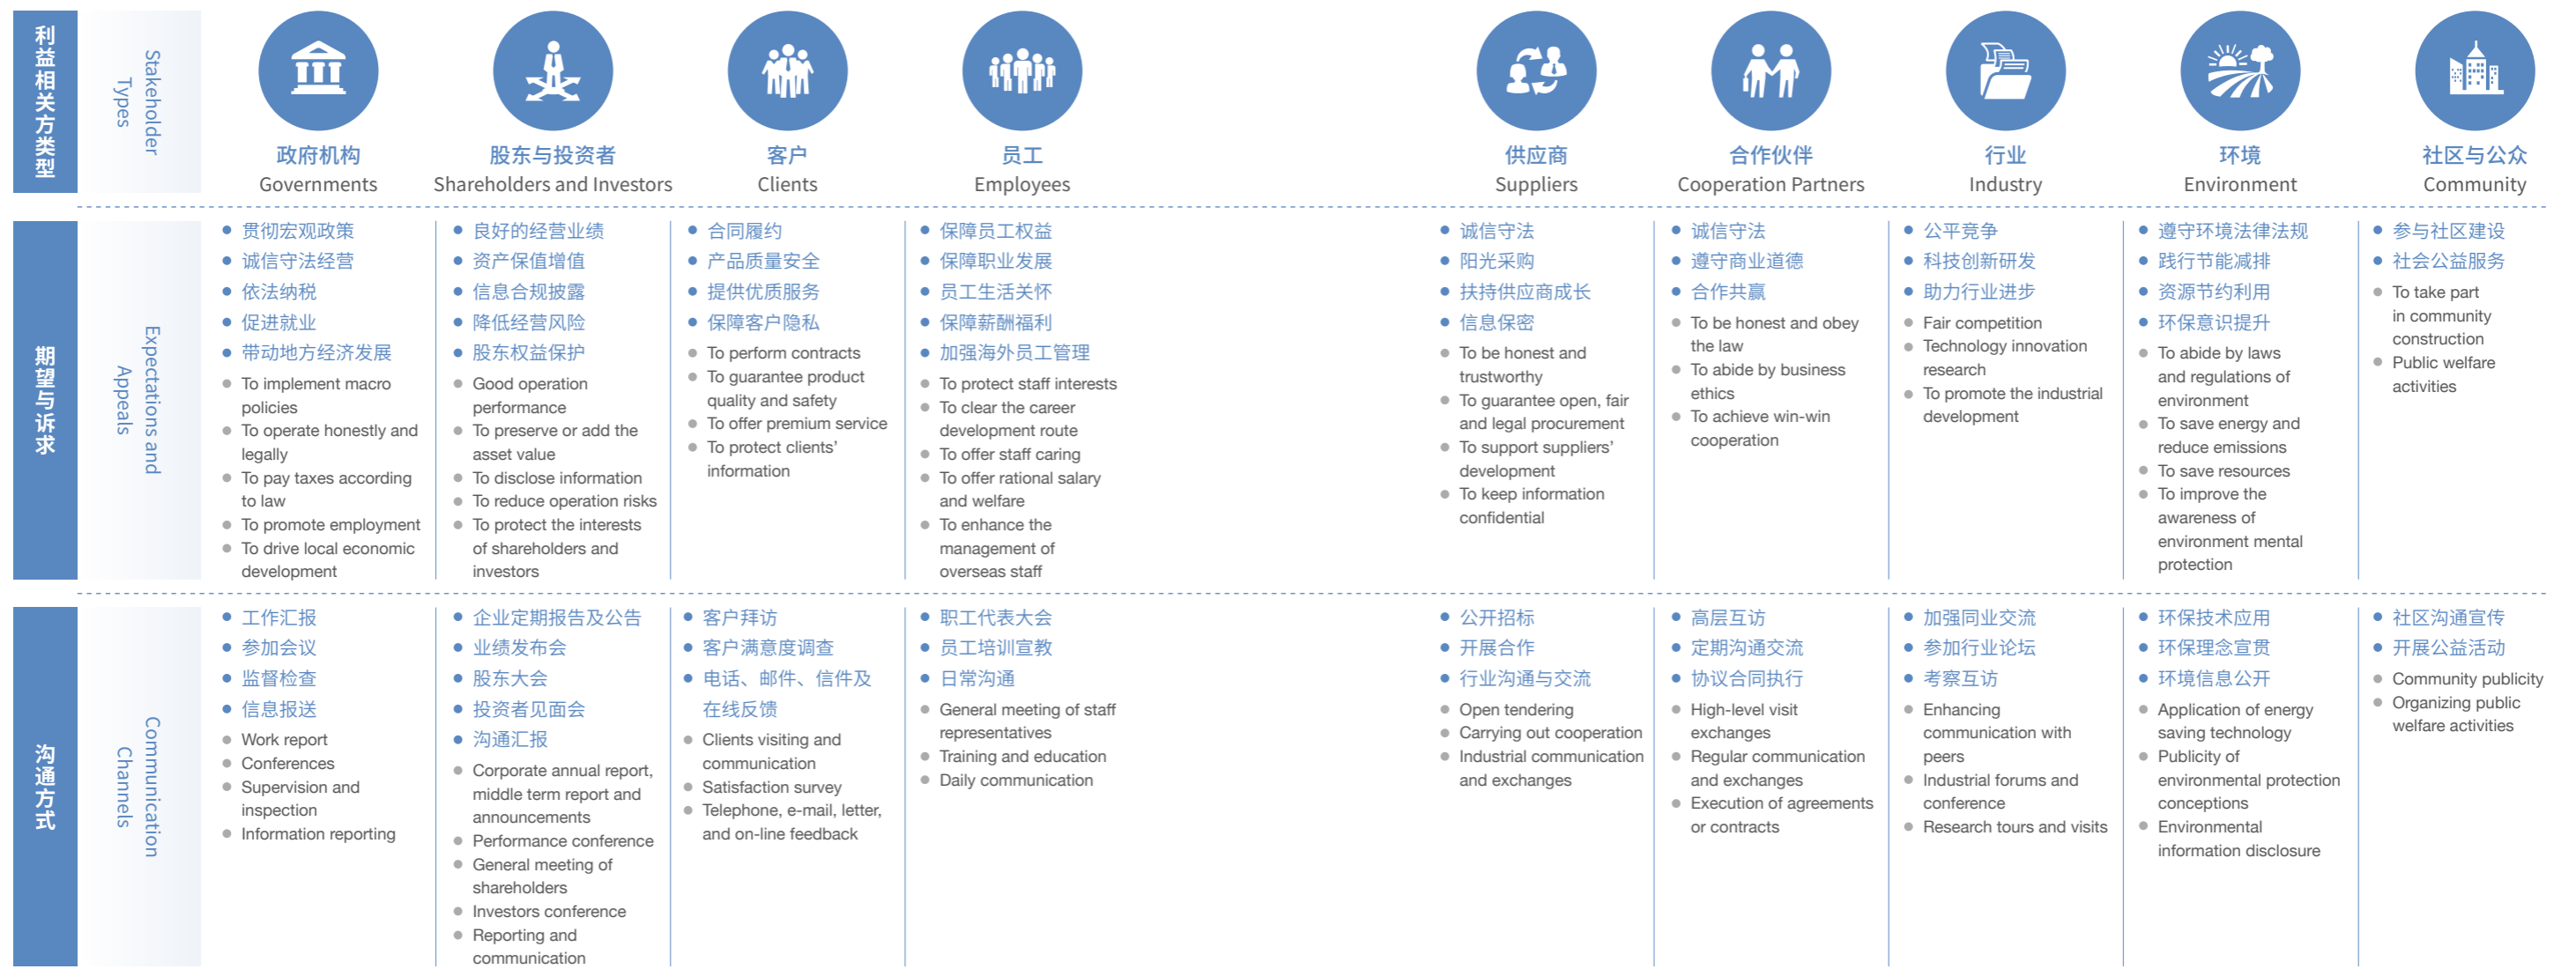 利益相关方类型
Stakeholder
Types
政府机构
Governments
股东与投资者
Shareholders and Investors
客户
Clients
员工
Employees
供应商
Suppliers
合作伙伴
Cooperation Partners
行业
Industry
环境
Environment
社区与公众
Community
期望与诉求
Expectations and
Appeals
贯彻宏观政策
诚信守法经营
依法纳税
促进就业
带动地方经济发展
To implement macro
policies
To operate honestly and
legally
To pay taxes according
to law
To promote employment
To drive local economic
development
良好的经营业绩
资产保值增值
信息合规披露
降低经营风险
股东权益保护
Good operation
performance
To preserve or add the
asset value
To disclose information
To reduce operation risks
To protect the interests
of shareholders and
investors
合同履约
产品质量安全
提供优质服务
保障客户隐私
To perform contracts
To guarantee product
quality and safety
To offer premium service
To protect clients’
information
保障员工权益
保障职业发展
员工生活关怀
保障薪酬福利
加强海外员工管理
To protect staff interests
To clear the career
development route
To offer staff caring
To offer rational salary
and welfare
To enhance the
management of
overseas staff
诚信守法
阳光采购
扶持供应商成长
信息保密
To be honest and
trustworthy
To guarantee open, fair
and legal procurement
To support suppliers’
development
To keep information
confidential
诚信守法
遵守商业道德
合作共赢
To be honest and obey
the law
To abide by business
ethics
To achieve win-win
cooperation
公平竞争
科技创新研发
助力行业进步
Fair competition
Technology innovation
research
To promote the industrial
development
遵守环境法律法规
践行节能减排
资源节约利用
环保意识提升
To abide by laws
and regulations of
environment
To save energy and
reduce emissions
To save resources
To improve the
awareness of
environment mental
protection
参与社区建设
社会公益服务
To take part
in community
construction
Public welfare
activities
沟通方式
Communication
Channels
工作汇报
参加会议
监督检查
信息报送
Work report
Conferences
Supervision and
inspection
Information reporting
企业定期报告及公告
业绩发布会
股东大会
投资者见面会
沟通汇报
Corporate annual report,
middle term report and
announcements
Performance conference
General meeting of
shareholders
Investors conference
Reporting and
communication
客户拜访
客户满意度调查
电话、邮件、信件及
在线反馈
Clients visiting and
communication
Satisfaction survey
Telephone, e-mail, letter,
and on-line feedback
职工代表大会
员工培训宣教
日常沟通
General meeting of staff
representatives
Training and education
Daily communication
公开招标
开展合作
行业沟通与交流
Open tendering
Carrying out cooperation
Industrial communication
and exchanges
高层互访
定期沟通交流
协议合同执行
High-level visit
exchanges
Regular communication
and exchanges
Execution of agreements
or contracts
加强同业交流
参加行业论坛
考察互访
Enhancing
communication with
peers
Industrial forums and
conference
Research tours and visits
环保技术应用
环保理念宣贯
环境信息公开
Application of energy
saving technology
Publicity of
environmental protection
conceptions
Environmental
information disclosure
社区沟通宣传
开展公益活动
Community publicity
Organizing public
welfare activities